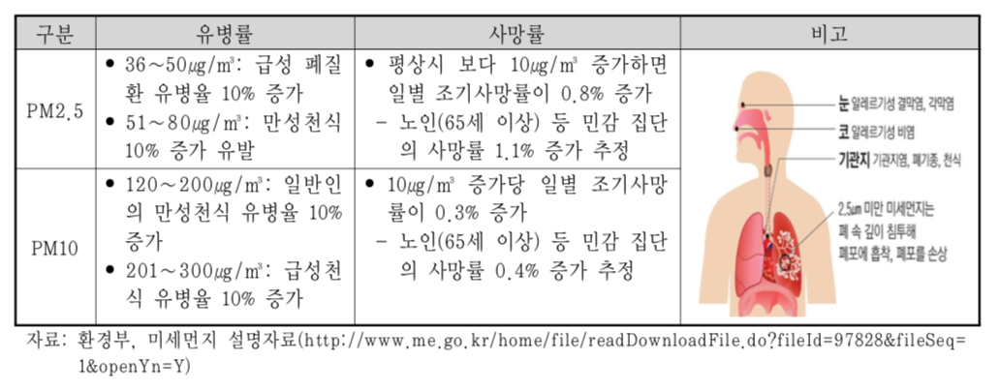 구분
유병률
사망률
비고
PM2.5
● 36～50㎍/㎥: 급성 폐질
환 유병율 10% 증가
● 51～80㎍/㎥: 만성천식
10% 증가 유발
● 평상시 보다 10㎍/㎥ 증가하면
일별 조기사망률이 0.8% 증가
- 노인(65세 이상) 등 민감 집단
의 사망률 1.1% 증가 추정
PM10
● 120～200㎍/㎥: 일반인
의 만성천식 유병율 10%
증가
● 201～300㎍/㎥: 급성천
식 유병율 10% 증가
● 10㎍/㎥ 증가당 일별 조기사망
률이 0.3% 증가
- 노인(65세 이상) 등 민감 집단
의 사망률 0.4% 증가 추정
눈 알레르기성 결막염, 각막염
코 알레르기성 비염
기관지 기관지염, 폐기종, 천식
2.5um 미만 미세먼지는
폐 속 깊이 침투해
폐포에 흡착, 폐포를 손상
자료: 환경부, 미세먼지 설명자료(http://www.me.go.kr/home/file/readDownloadFile.do?fileId=97828&fileSeq=
1&openYn=Y)